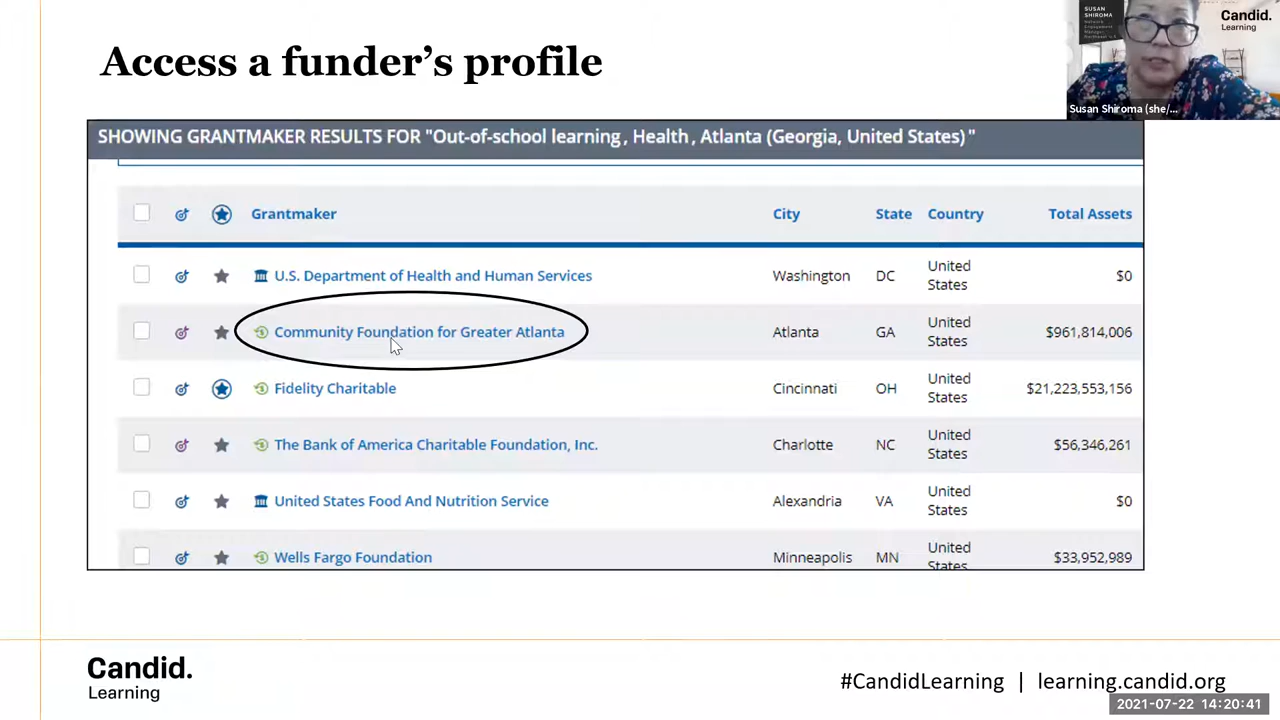 Access a funder's profile
SUSAN
SHIROMA
Candid.
Learning
Susan Shiroma (she/...
SHOWING GRANTMAKER RESULTS FOR "Out-of-school learning, Health, Atlanta (Georgia, United States)"
Grantmaker City State Country Total Assets
U.S. Department of Health and Human Services Washington DC United States $0
Community Foundation for Greater Atlanta Atlanta GA United States $961,814,006
Fidelity Charitable Cincinnati OH United States $21,223,553,156
The Bank of America Charitable Foundation, Inc. Charlotte NC United States $56,346,261
United States Food And Nutrition Service Alexandria VA United States $0
Wells Fargo Foundation Minneapolis MN United States $33,952,989
Candid.
Learning
#CandidLearning | learning.candid.org
2021-07-22 14:20:41